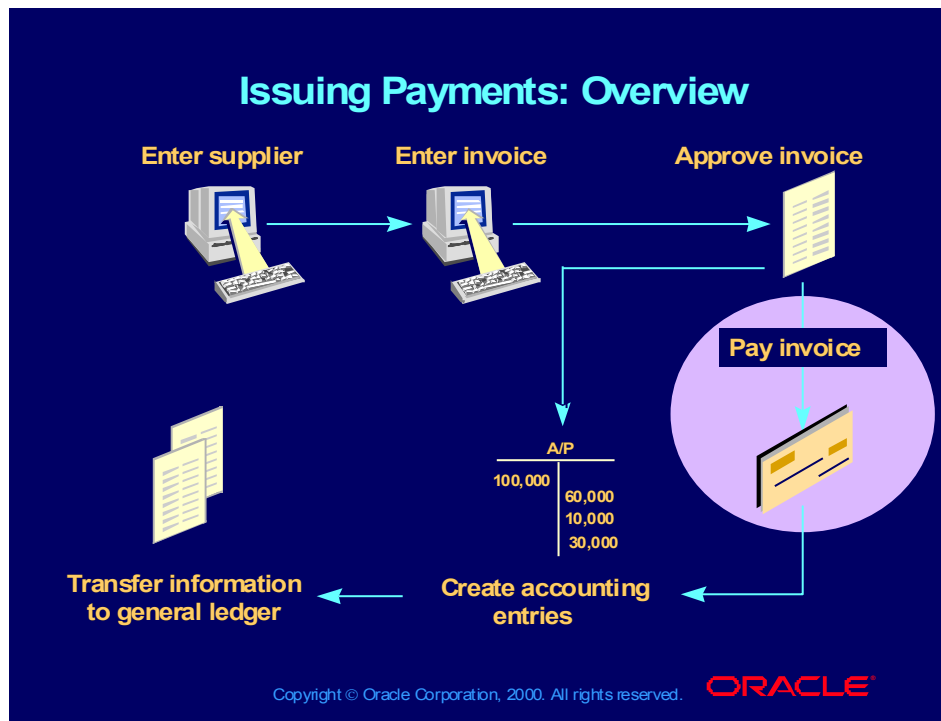 Issuing Payments: Overview
Enter supplier
Enter invoice
Approve invoice
Pay invoice
A/P
100,000
60,000
10,000
30,000
Transfer information
to general ledger
Create accounting
entries
Copyright © Oracle Corporation, 2000. All rights reserved.
ORACLE®